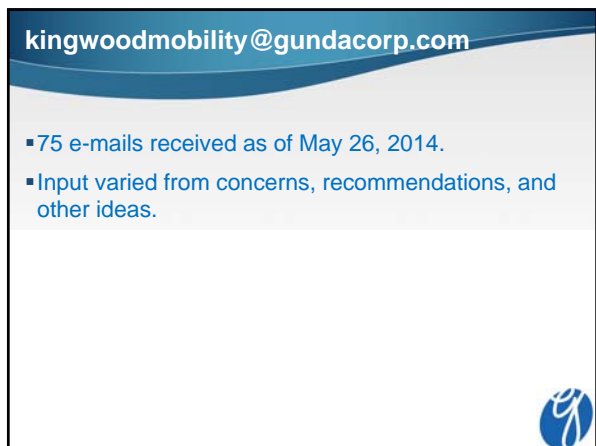 kingwoodmobility@gundacorp.com
▪75 e-mails received as of May 26, 2014.
▪Input varied from concerns, recommendations, and
other ideas.